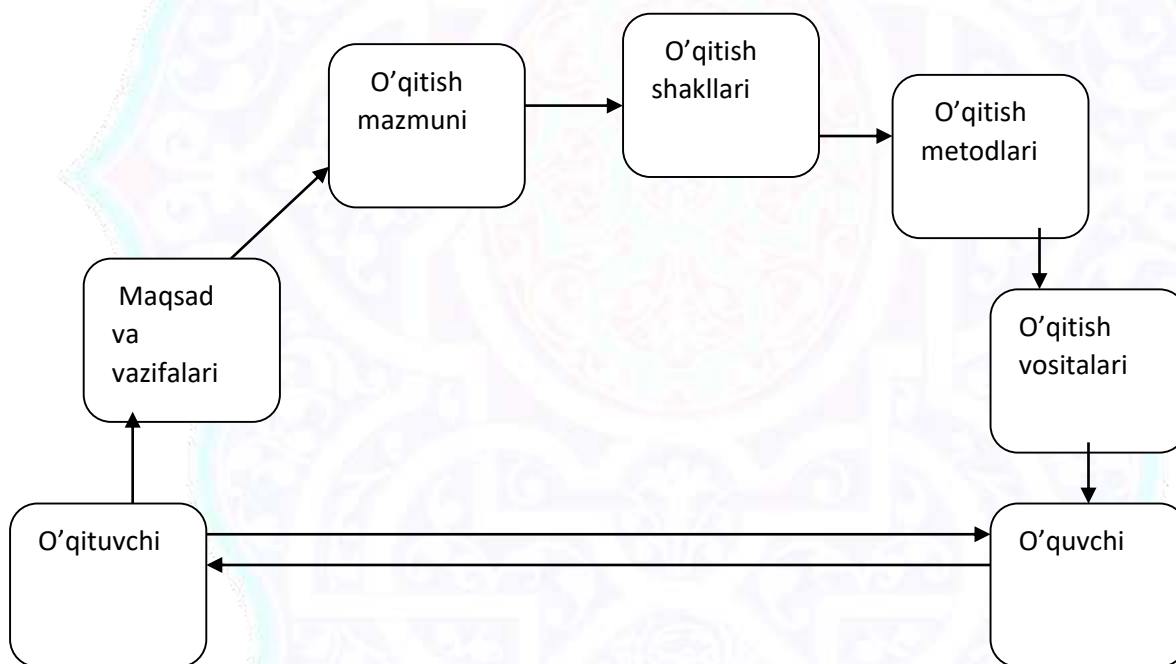 O’qitish
mazmuni
O’qitish
shakllari
O’qitish
metodlari
Maqsad
va
vazifalari
O’qitish
vositalari
O’qituvchi
O’quvchi